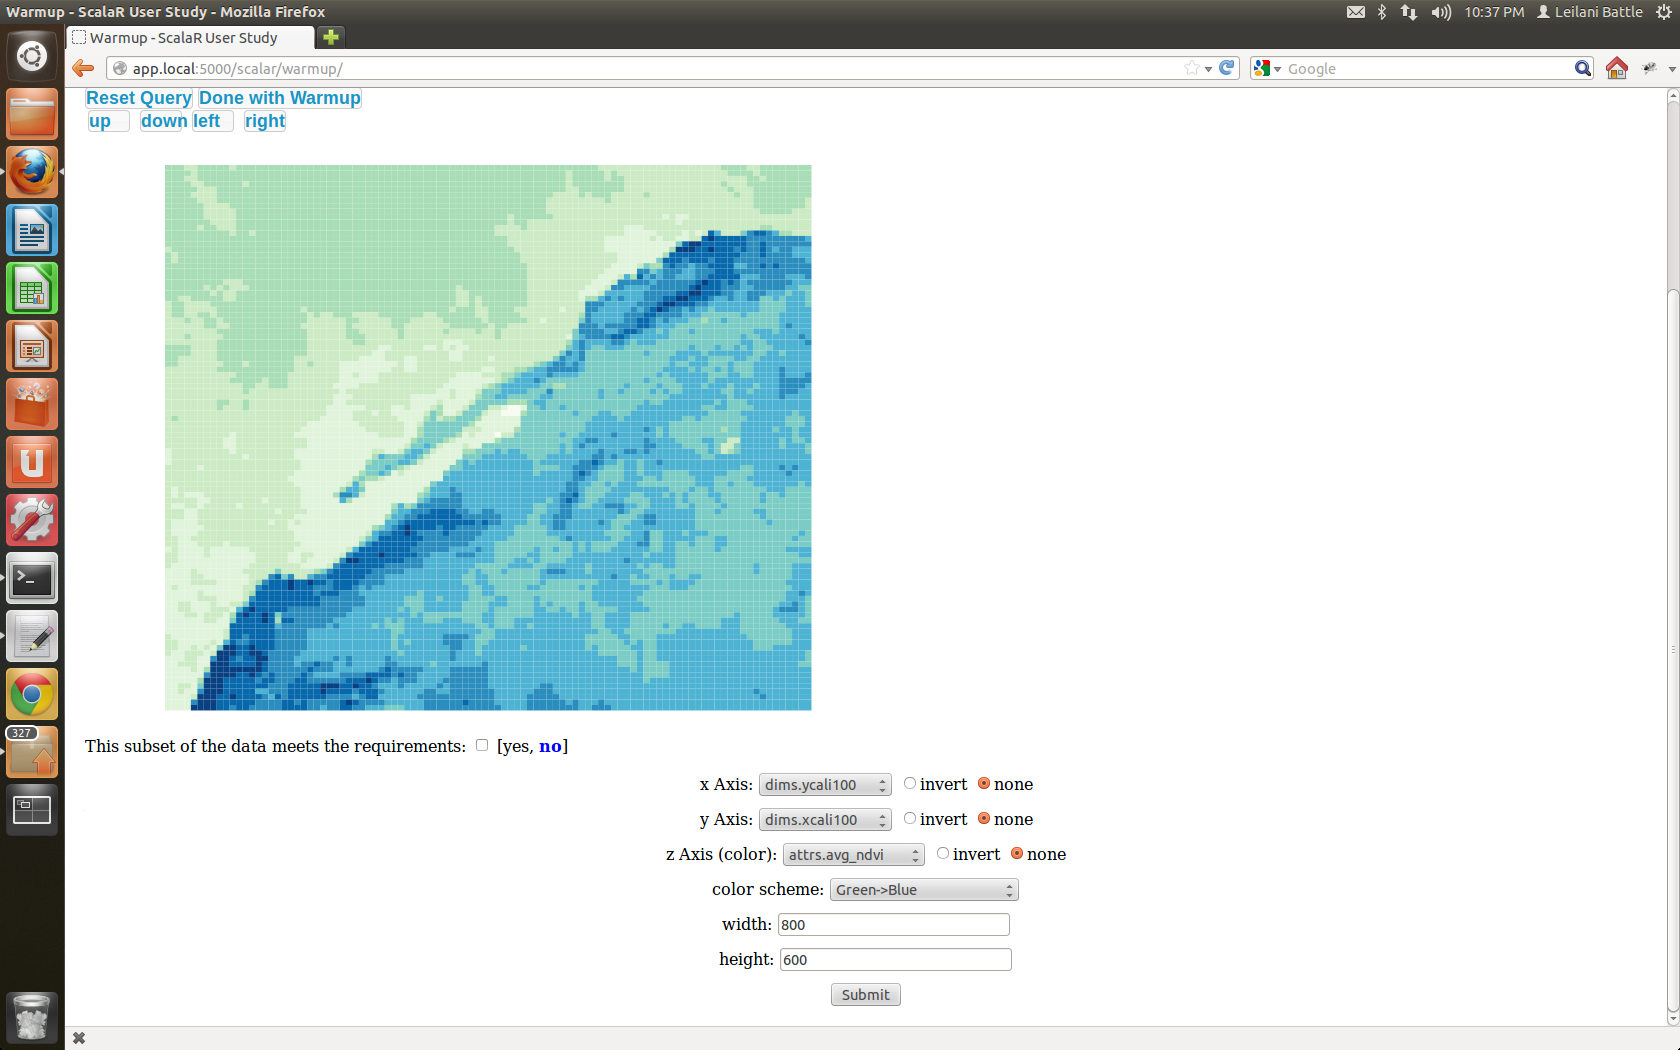 Warmup - ScalaR User Study - Mozilla Firefox
10:37 PM Leilani Battle
Warmup - ScalaR User Study
app.local:5000/scalar/warmup/
Google
Reset Query Done with Warmup
up down left right
327
This subset of the data meets the requirements: [yes, no]
x Axis: dims.ycali100 invert none
y Axis: dims.xcali100 invert none
z Axis (color): attrs.avg_ndvi invert none
color scheme: Green->Blue
width: 800
height: 600
Submit